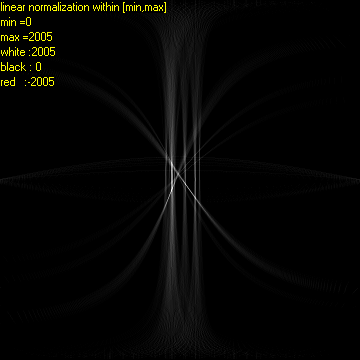 linear normalization within [min,max]
min =0
max =2005
white :2005
black : 0
red :-2005